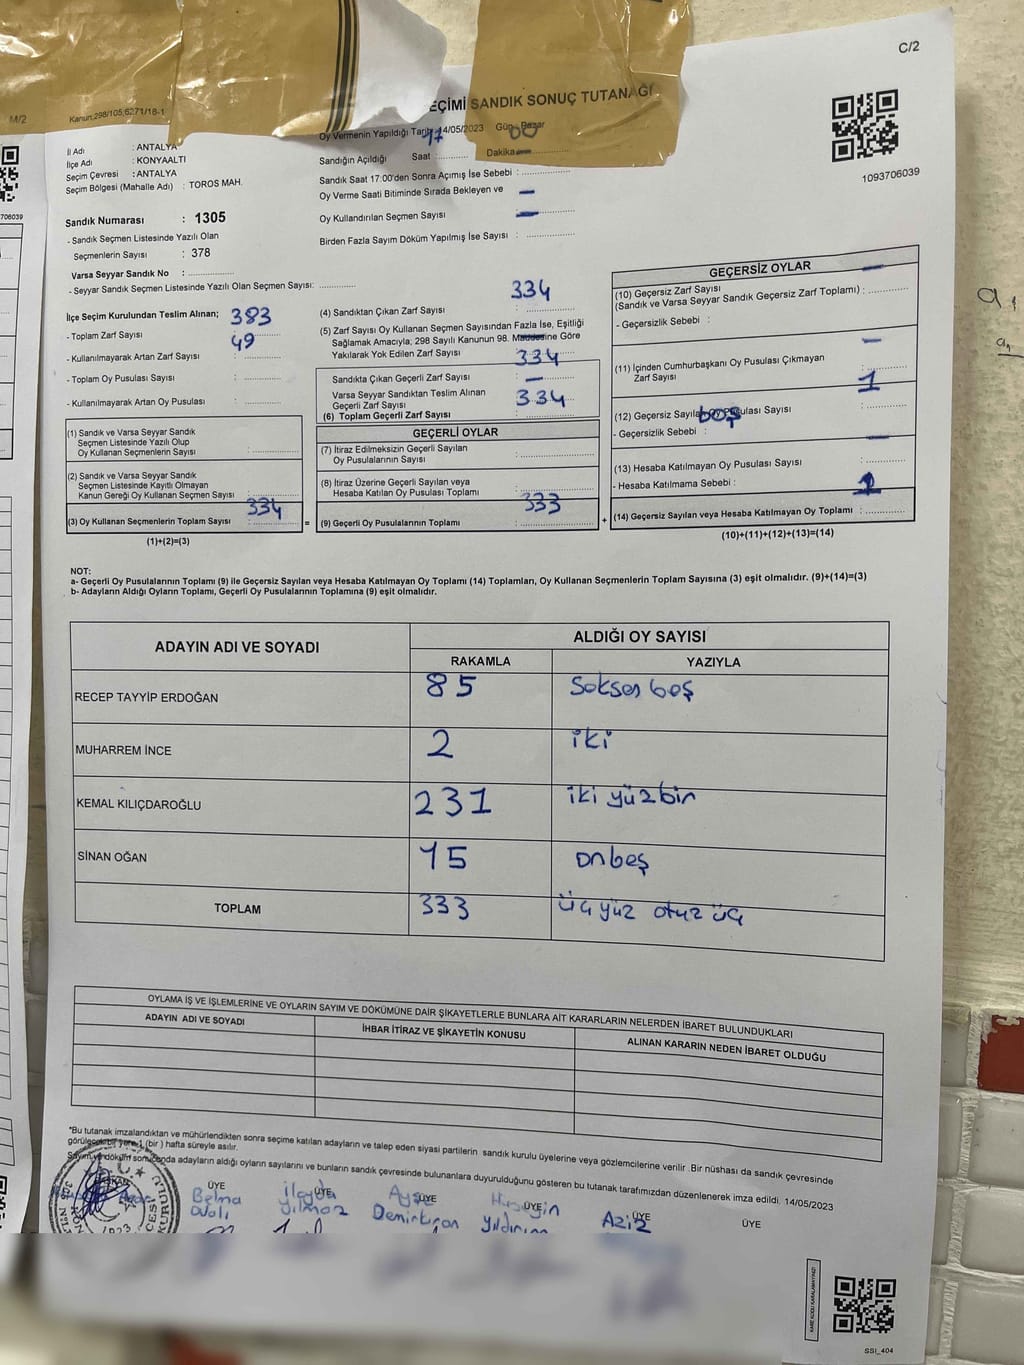 C/2
M/2
Kanun:298/105,5271/18-1
EÇİMİ SANDIK SONUÇ TUTANAĞI
1093706039
706039
İl Adı : ANTALYA
İlçe Adı : KONYAALTI
Seçim Çevresi : ANTALYA
Seçim Bölgesi (Mahalle Adı) : TOROS MAH.
Sandık Numarası : 1305
- Sandık Seçmen Listesinde Yazılı Olan
Seçmenlerin Sayısı : 378
Varsa Seyyar Sandık No :
- Seyyar Sandık Seçmen Listesinde Yazılı Olan Seçmen Sayısı:
Oy Vermenin Yapıldığı Tarih 14/05/2023 Gün Pazar
Sandığın Açıldığı Saat : 17 Dakika 00
Sandık Saat 17:00'den Sonra Açımış İse Sebebi :
Oy Verme Saati Bitiminde Sırada Bekleyen ve
Oy Kullandırılan Seçmen Sayısı
Birden Fazla Sayım Döküm Yapılmış İse Sayısı :
İlçe Seçim Kurulundan Teslim Alınan;
- Toplam Zarf Sayısı : 383
- Kullanılmayarak Artan Zarf Sayısı : 49
- Toplam Oy Pusulası Sayısı :
- Kullanılmayarak Artan Oy Pusulası :
(1) Sandık ve Varsa Seyyar Sandık
Seçmen Listesinde Yazılı Olup
Oy Kullanan Seçmenlerin Sayısı :
(2) Sandık ve Varsa Seyyar Sandık
Seçmen Listesinde Kayıtlı Olmayan
Kanun Gereği Oy Kullanan Seçmen Sayısı :
(3) Oy Kullanan Seçmenlerin Toplam Sayısı : 334
(1)+(2)=(3)
=
(4) Sandıktan Çıkan Zarf Sayısı : 334
(5) Zarf Sayısı Oy Kullanan Seçmen Sayısından Fazla İse, Eşitliği
Sağlamak Amacıyla; 298 Sayılı Kanunun 98. Maddesine Göre
Yakılarak Yok Edilen Zarf Sayısı
Sandıkta Çıkan Geçerli Zarf Sayısı : 334
Varsa Seyyar Sandıktan Teslim Alınan
Geçerli Zarf Sayısı
(6) Toplam Geçerli Zarf Sayısı : 334
GEÇERLİ OYLAR
(7) İtiraz Edilmeksizin Geçerli Sayılan
Oy Pusulalarının Sayısı :
(8) İtiraz Üzerine Geçerli Sayılan veya
Hesaba Katılan Oy Pusulası Toplamı :
(9) Geçerli Oy Pusulalarının Toplamı : 333
+
GEÇERSİZ OYLAR
(10) Geçersiz Zarf Sayısı
(Sandık ve Varsa Seyyar Sandık Geçersiz Zarf Toplamı) :
- Geçersizlik Sebebi :
(11) İçinden Cumhurbaşkanı Oy Pusulası Çıkmayan
Zarf Sayısı
(12) Geçersiz Sayılan Oy Pusulası Sayısı : 1
- Geçersizlik Sebebi : boş
(13) Hesaba Katılmayan Oy Pusulası Sayısı
- Hesaba Katılmama Sebebi :
(14) Geçersiz Sayılan veya Hesaba Katılmayan Oy Toplamı : 1
(10)+(11)+(12)+(13)=(14)
NOT:
a- Geçerli Oy Pusulalarının Toplamı (9) ile Geçersiz Sayılan veya Hesaba Katılmayan Oy Toplamı (14) Toplamları, Oy Kullanan Seçmenlerin Toplam Sayısına (3) eşit olmalıdır. (9)+(14)=(3)
b- Adayların Aldığı Oyların Toplamı, Geçerli Oy Pusulalarının Toplamına (9) eşit olmalıdır.
ADAYIN ADI VE SOYADI
ALDIĞI OY SAYISI
RAKAMLA YAZIYLA
RECEP TAYYİP ERDOĞAN 85 Seksen beş
MUHARREM İNCE 2 iki
KEMAL KILIÇDAROĞLU 231 iki yüzbir
SİNAN OĞAN 15 onbeş
TOPLAM 333 üç yüz otuz üç
OYLAMA İŞ VE İŞLEMLERİNE VE OYLARIN SAYIM VE DÖKÜMÜNE DAİR ŞİKAYETLERLE BUNLARA AİT KARARLARIN NELERDEN İBARET BULUNDUKLARI
ADAYIN ADI VE SOYADI İHBAR İTİRAZ VE ŞİKAYETİN KONUSU ALINAN KARARIN NEDEN İBARET OLDUĞU
*Bu tutanak imzalandıktan ve mühürlendikten sonra seçime katılan adayların ve talep eden siyasi partilerin sandık kurulu üyelerine veya gözlemcilerine verilir .Bir nüshası da sandık çevresinde
görülecek bir yere 1 (bir ) hafta süreyle asılır.
Sayım ve döküm sonucunda adayların aldığı oyların sayılarını ve bunların sandık çevresinde bulunanlara duyurulduğunu gösteren bu tutanak tarafımızdan düzenlenerek imza edildi. 14/05/2023
BAŞKAN ÜYE ÜYE ÜYE ÜYE ÜYE ÜYE
Belma
Ayşe Demirkıran
Hüseyin Yıldırım
Aziz
Yılmaz
KARE KODU KARALAMAYINIZ!
SSI_404